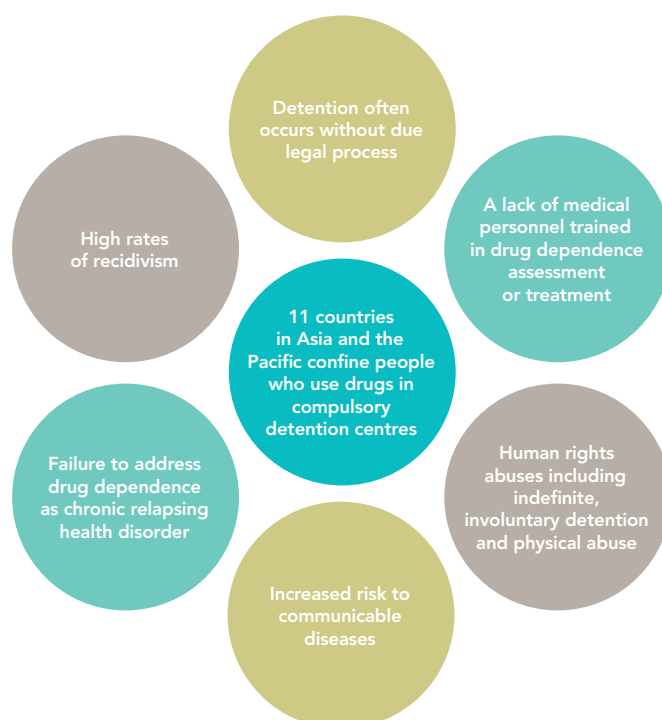 Detention often
occurs without due
legal process
A lack of medical
personnel trained
in drug dependence
assessment
or treatment
High rates
of recidivism
11 countries
in Asia and the
Pacific confine people
who use drugs in
compulsory
detention centres
Human rights
abuses including
indefinite,
involuntary detention
and physical abuse
Failure to address
drug dependence
as chronic relapsing
health disorder
Increased risk to
communicable
diseases